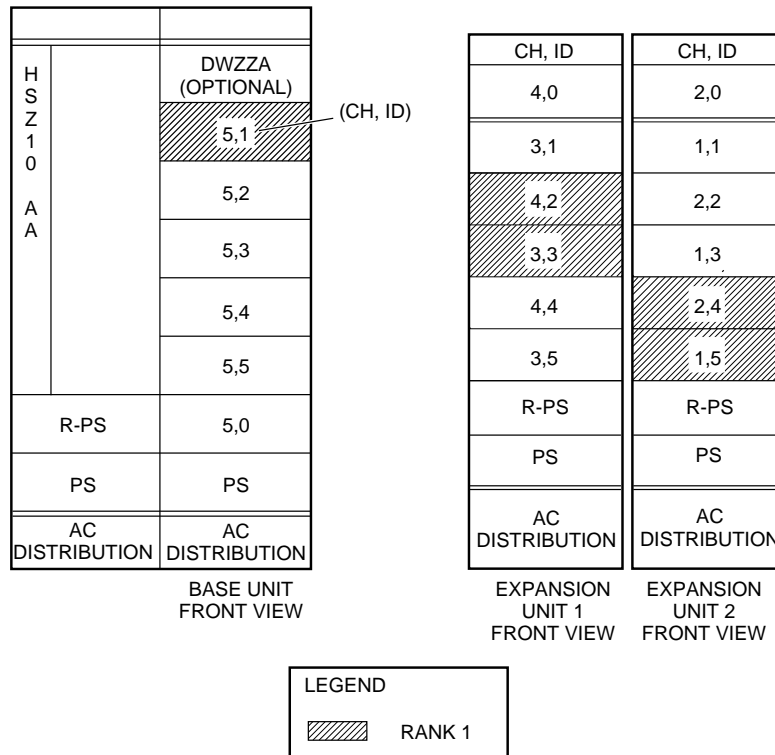 H
S
Z
1
0
A
A
DWZZA
(OPTIONAL)
5,1
(CH, ID)
5,2
5,3
5,4
5,5
R-PS
5,0
PS
PS
AC
DISTRIBUTION
AC
DISTRIBUTION
BASE UNIT
FRONT VIEW
CH, ID
4,0
3,1
4,2
3,3
4,4
3,5
R-PS
PS
AC
DISTRIBUTION
EXPANSION
UNIT 1
FRONT VIEW
CH, ID
2,0
1,1
2,2
1,3
2,4
1,5
R-PS
PS
AC
DISTRIBUTION
EXPANSION
UNIT 2
FRONT VIEW
LEGEND
RANK 1